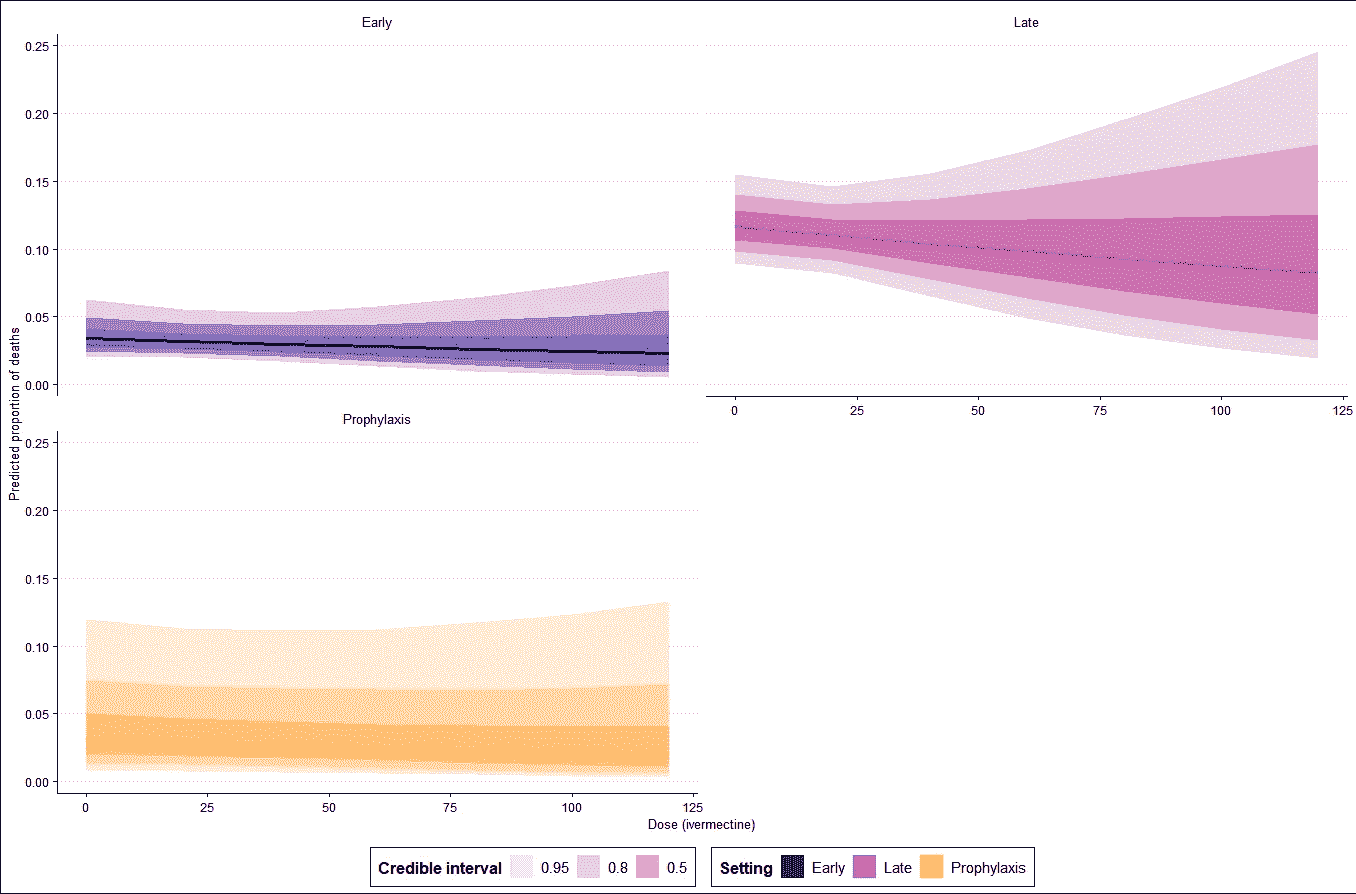 Early
Late
0.25
0.20
0.15
0.10
0.05
0.00
0 25 50 75 100 125
Prophylaxis
0.25
0.20
0.15
0.10
0.05
0.00
0 25 50 75 100 125
Predicted proportion of deaths
Dose (ivermectine)
Credible interval 0.95 0.8 0.5
Setting Early Late Prophylaxis